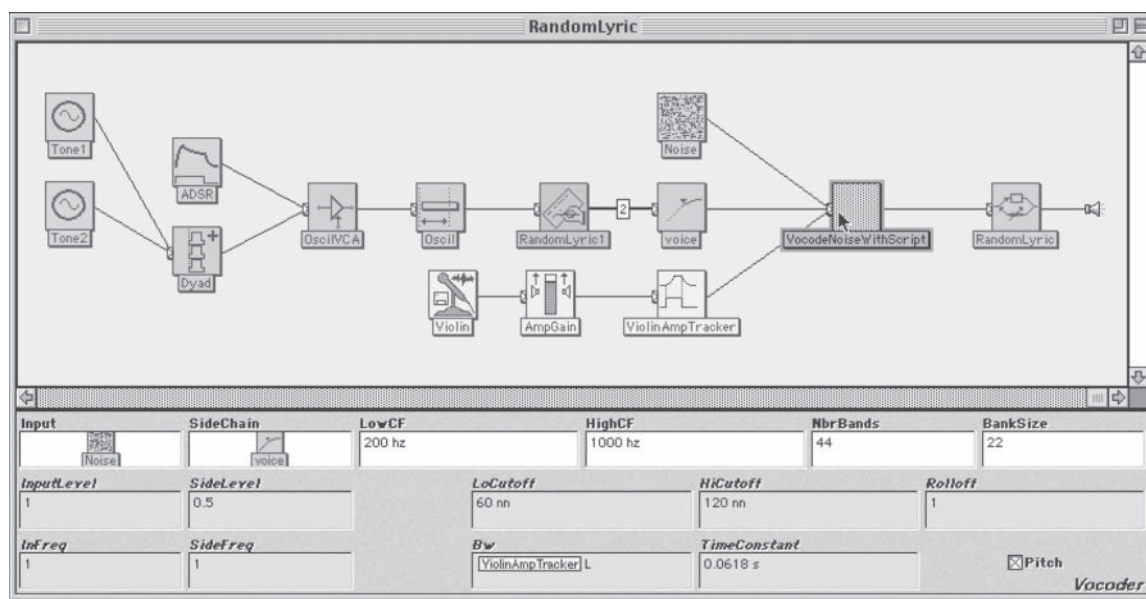 RandomLyric
Tone1
Noise
ADSR
Tone2
OscilVCA
Oscil
RandomLyric1
2
voice
VocodeNoiseWithScript
RandomLyric
Dyad
Violin
AmpGain
ViolinAmpTracker
Input SideChain LowCF HighCF NbrBands BankSize
Noise voice 200 hz 1000 hz 44 22
InputLevel SideLevel LoCutoff HiCutoff Rolloff
1 0.5 60 nn 120 nn 1
InFreq SideFreq Bw TimeConstant
1 1 ViolinAmpTracker L 0.0618 s Pitch
Vocoder